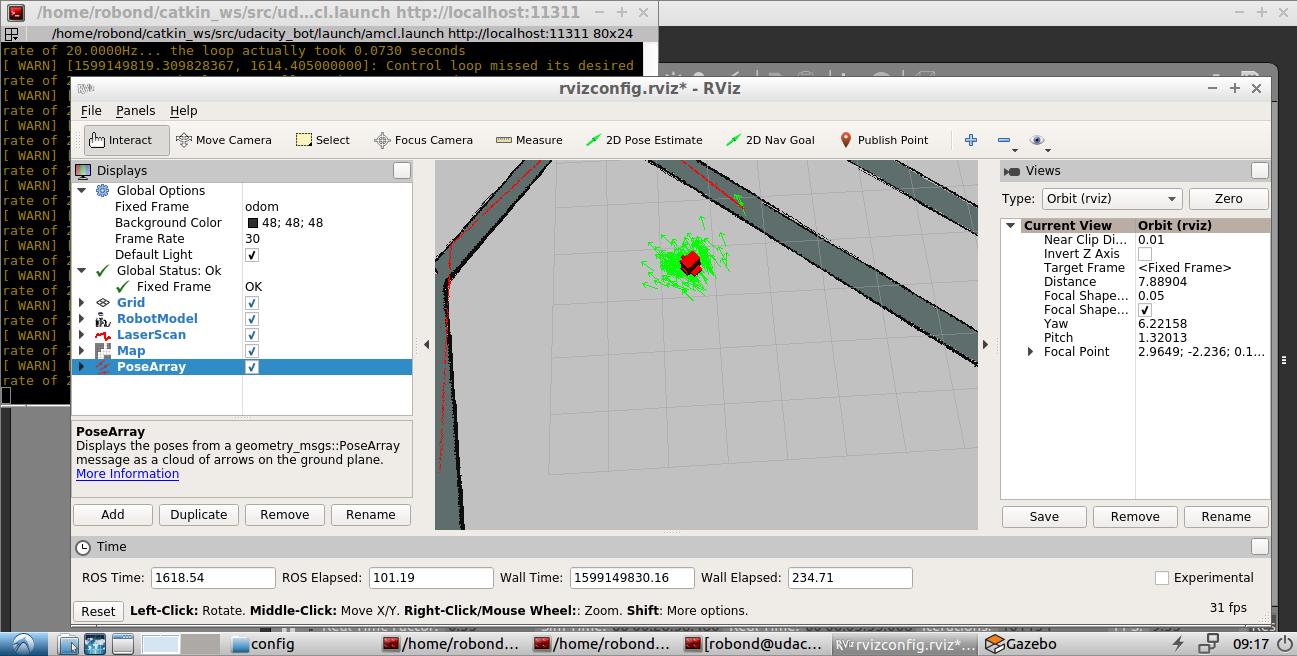 /home/robond/catkin_ws/src/ud...cl.launch http://localhost:11311
/home/robond/catkin_ws/src/udacity_bot/launch/amcl.launch http://localhost:11311 80x24
rate of 20.0000Hz... the loop actually took 0.0730 seconds
[ WARN] [1599149819.309828367, 1614.405000000]: Control loop missed its desired
rate of 2
[ WARN] [
rate of 2
[ WARN] [
rate of 2
[ WARN] [
rate of 2
[ WARN] [
rate of 2
[ WARN] [
rate of 2
[ WARN] [
rate of 2
[ WARN] [
rate of 2
[ WARN] [
rate of 2
[ WARN] [
rate of 2
[ WARN] [
rate of 2
RViz
rvizconfig.rviz* - RViz
File Panels Help
Interact Move Camera Select Focus Camera Measure 2D Pose Estimate 2D Nav Goal Publish Point
Displays
Global Options
Fixed Frame odom
Background Color 48; 48; 48
Frame Rate 30
Default Light
Global Status: Ok
Fixed Frame OK
Grid
RobotModel
LaserScan
Map
PoseArray
PoseArray
Displays the poses from a geometry_msgs::PoseArray
message as a cloud of arrows on the ground plane.
More Information
Add Duplicate Remove Rename
Views
Type: Orbit (rviz) Zero
Current View Orbit (rviz)
Near Clip Di... 0.01
Invert Z Axis
Target Frame <Fixed Frame>
Distance 7.88904
Focal Shape... 0.05
Focal Shape...
Yaw 6.22158
Pitch 1.32013
Focal Point 2.9649; -2.236; 0.1...
Save Remove Rename
Time
ROS Time: 1618.54 ROS Elapsed: 101.19 Wall Time: 1599149830.16 Wall Elapsed: 234.71 Experimental
Reset Left-Click: Rotate. Middle-Click: Move X/Y. Right-Click/Mouse Wheel:: Zoom. Shift: More options. 31 fps
config /home/robond... /home/robond... [robond@udac... RViz rvizconfig.rviz*... Gazebo 09:17